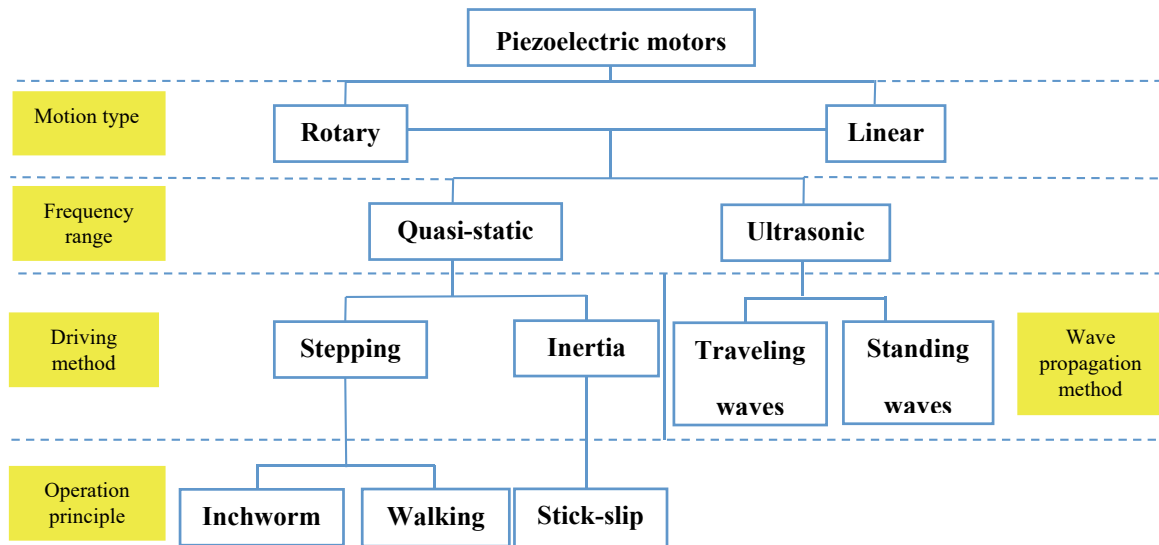 Piezoelectric motors
Motion type
Rotary
Linear
Frequency
range
Quasi-static
Ultrasonic
Driving
method
Stepping
Inertia
Traveling
waves
Standing
waves
Wave
propagation
method
Operation
principle
Inchworm
Walking
Stick-slip